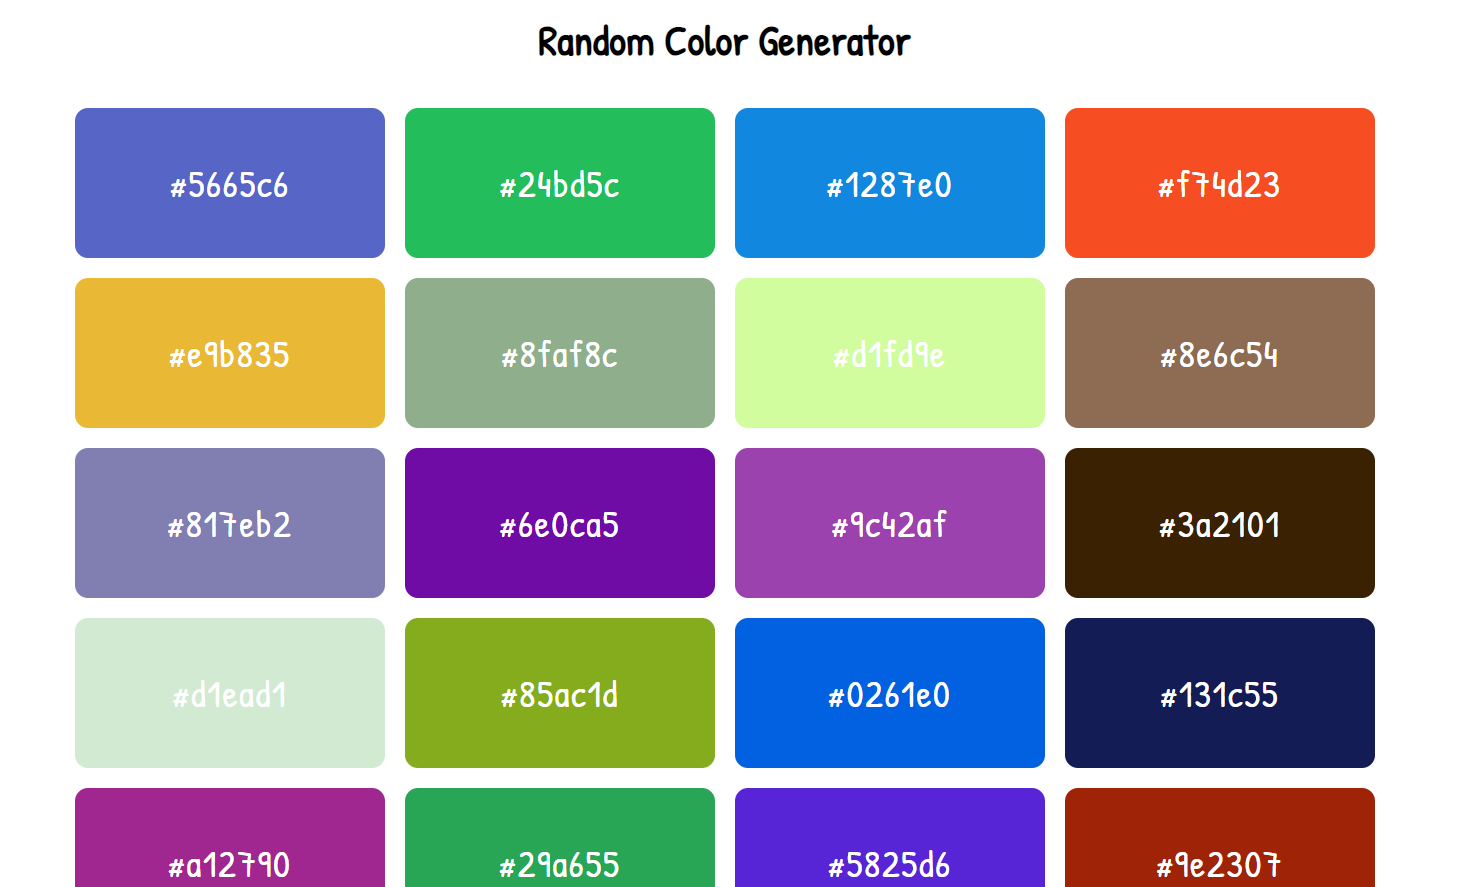 Random Color Generator
#5665c6 #24bd5c #1287e0 #f74d23
#e9b835 #8faf8c #d1fd9e #8e6c54
#817eb2 #6e0ca5 #9c42af #3a2101
#d1ead1 #85ac1d #0261e0 #131c55
#a12790 #29a655 #5825d6 #9e2307